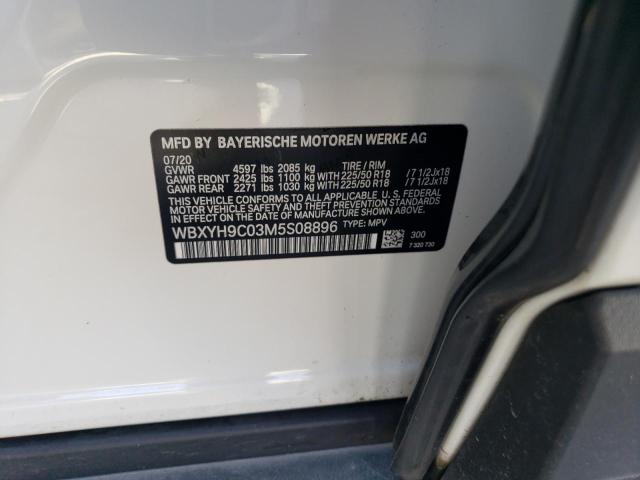 MFD BY BAYERISCHE MOTOREN WERKE AG
07/20
GVWR 4597 lbs 2085 kg TIRE / RIM
GAWR FRONT 2425 lbs 1100 kg WITH 225/50 R18 /7 1/2Jx18
GAWR REAR 2271 lbs 1030 kg WITH 225/50 R18 /7 1/2Jx18
THIS VEHICLE CONFORMS TO ALL APPLICABLE U. S. FEDERAL
MOTOR VEHICLE SAFETY, BUMPER, AND THEFT PREVENTION
STANDARDS IN EFFECT ON THE DATE OF MANUFACTURE SHOWN ABOVE.
WBXYH9C03M5S08896 TYPE: MPV
300
7 320 730